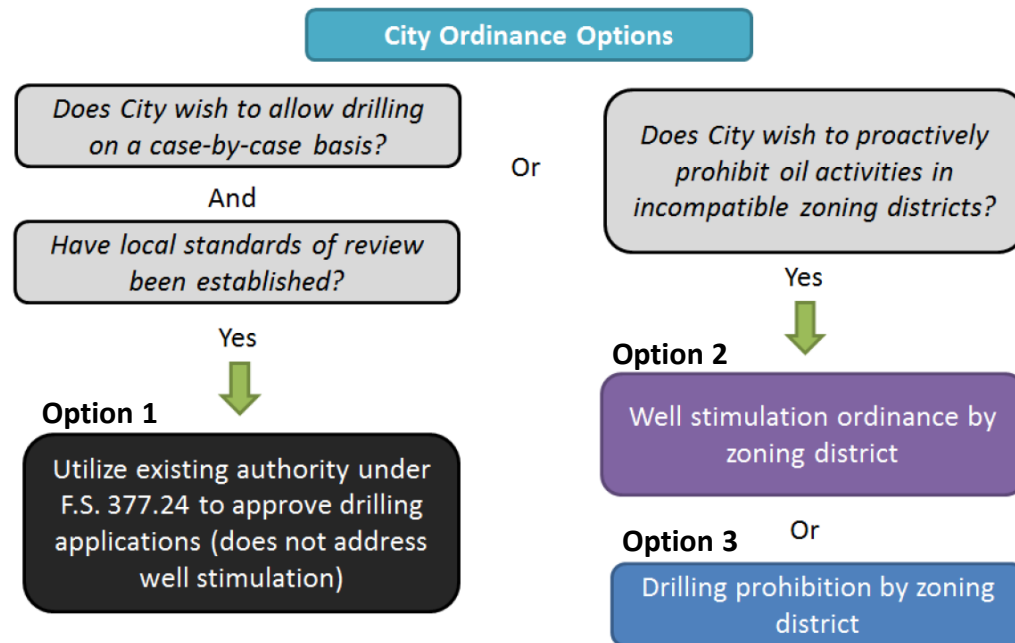 City Ordinance Options
Does City wish to allow drilling
on a case-by-case basis?
And
Have local standards of review
been established?
Yes
Option 1
Utilize existing authority under
F.S. 377.24 to approve drilling
applications (does not address
well stimulation)
Or
Does City wish to proactively
prohibit oil activities in
incompatible zoning districts?
Yes
Option 2
Well stimulation ordinance by
zoning district
Or
Option 3
Drilling prohibition by zoning
district